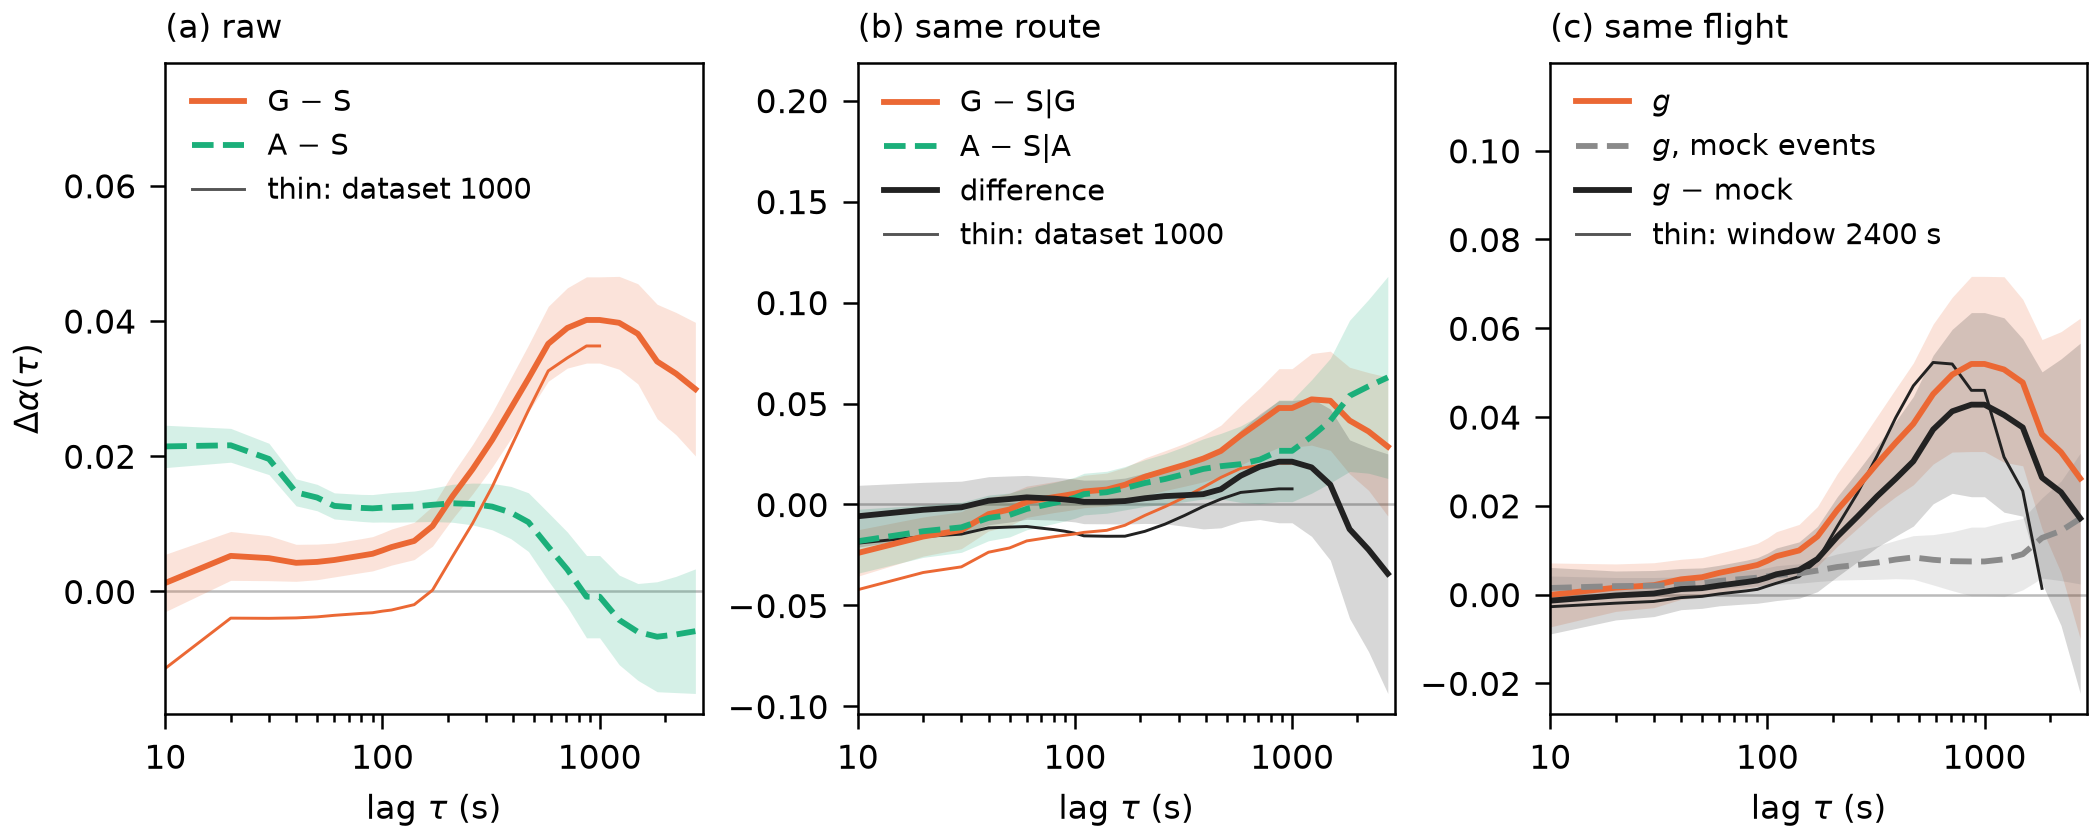 (a) raw
G − S
A − S
thin: dataset 1000
0.06
0.04
0.02
0.00
Δα(τ)
10
100
1000
lag τ (s)
(b) same route
G − S|G
A − S|A
difference
thin: dataset 1000
0.20
0.15
0.10
0.05
0.00
−0.05
−0.10
10
100
1000
lag τ (s)
(c) same flight
g
g, mock events
g − mock
thin: window 2400 s
0.10
0.08
0.06
0.04
0.02
0.00
−0.02
10
100
1000
lag τ (s)